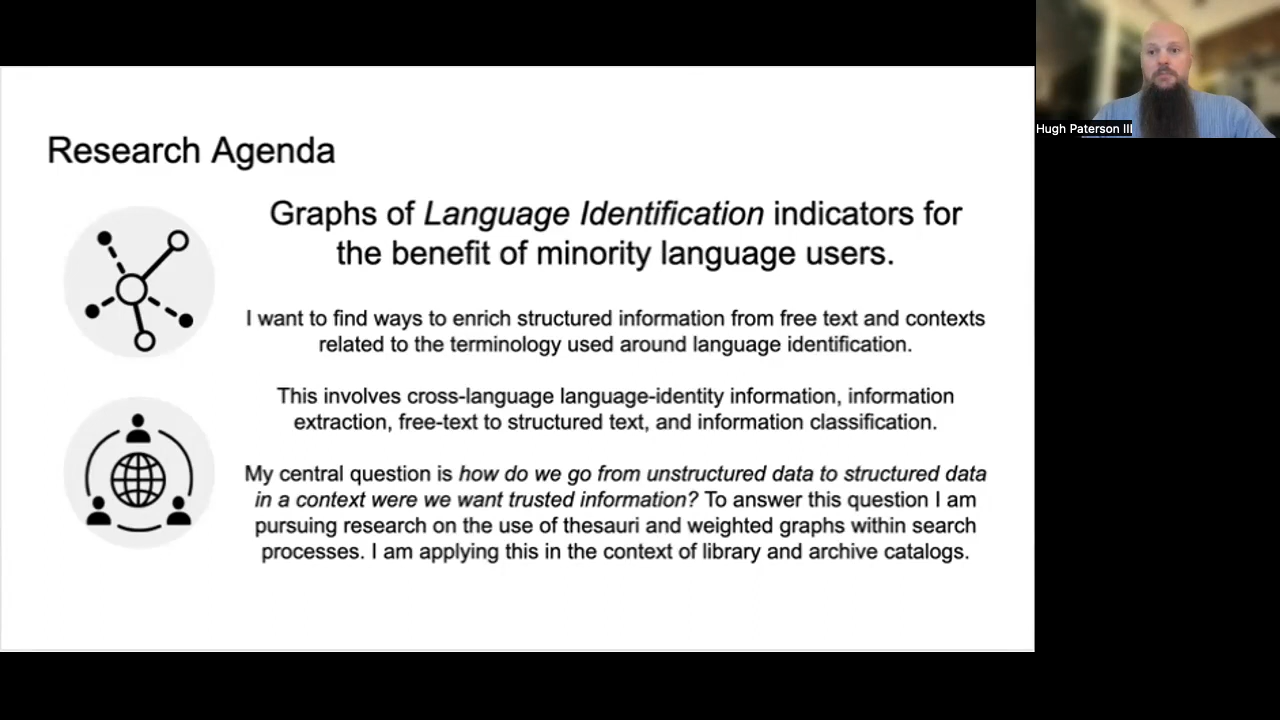 Research Agenda
Graphs of Language Identification indicators for
the benefit of minority language users.
I want to find ways to enrich structured information from free text and contexts
related to the terminology used around language identification.
This involves cross-language language-identity information, information
extraction, free-text to structured text, and information classification.
My central question is how do we go from unstructured data to structured data
in a context were we want trusted information? To answer this question I am
pursuing research on the use of thesauri and weighted graphs within search
processes. I am applying this in the context of library and archive catalogs.
Hugh Paterson III